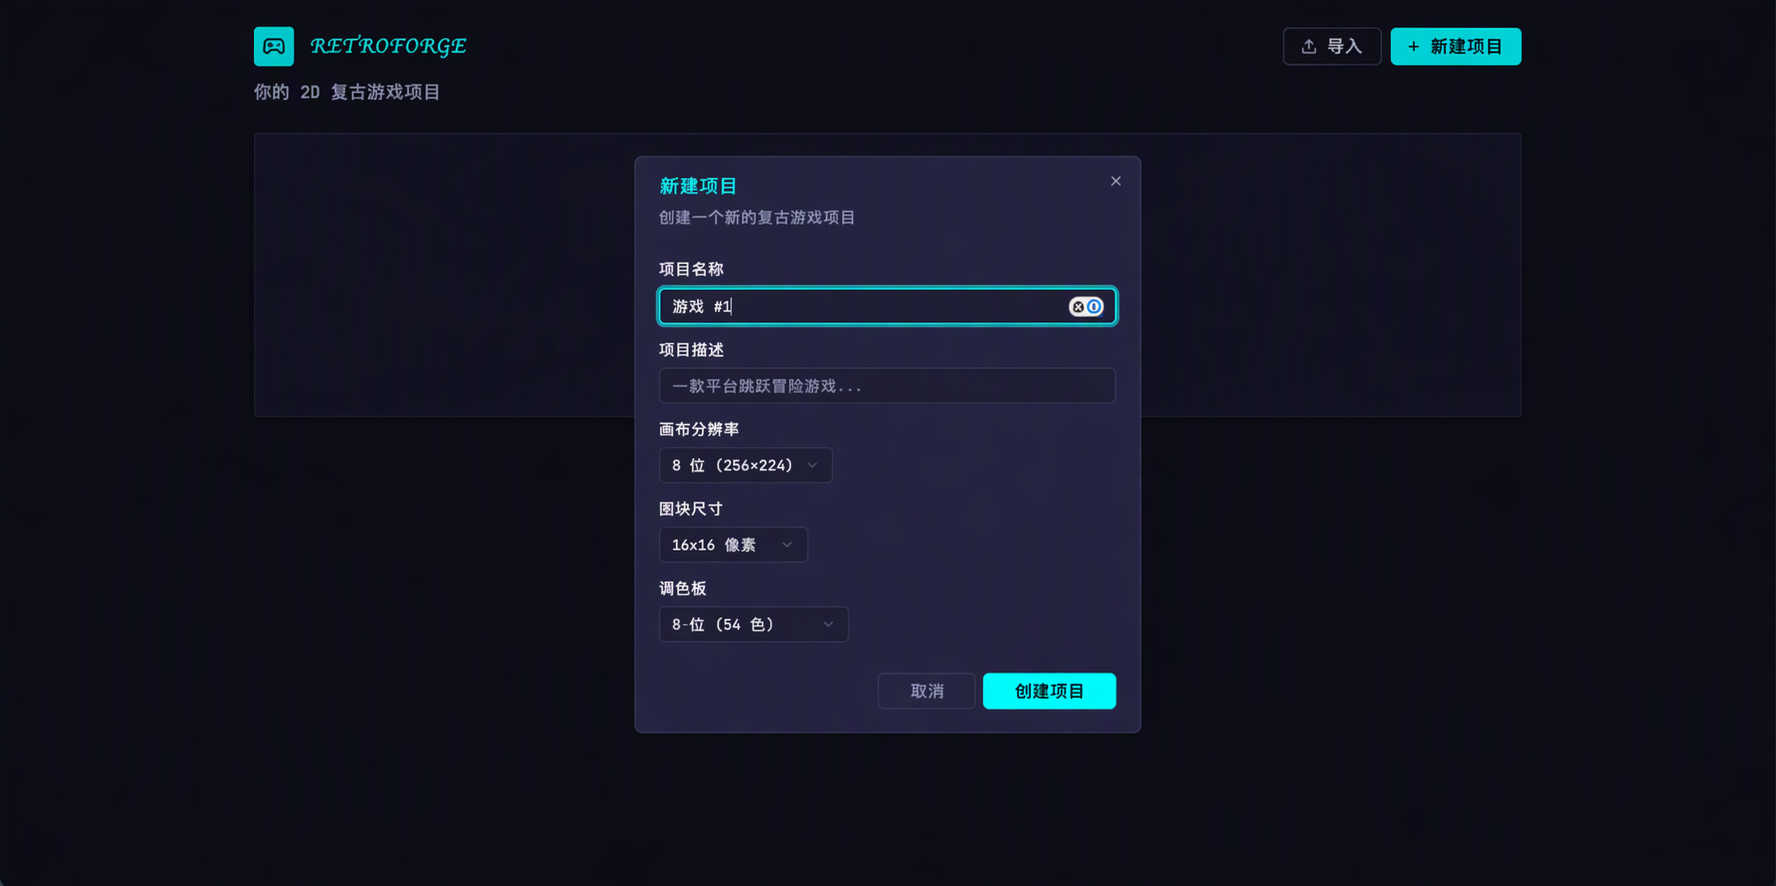 RETROFORGE
导入
+ 新建项目
你的 2D 复古游戏项目
新建项目
创建一个新的复古游戏项目
项目名称
游戏 #1
项目描述
一款平台跳跃冒险游戏...
画布分辨率
8 位 (256×224)
图块尺寸
16x16 像素
调色板
8-位 (54 色)
取消
创建项目